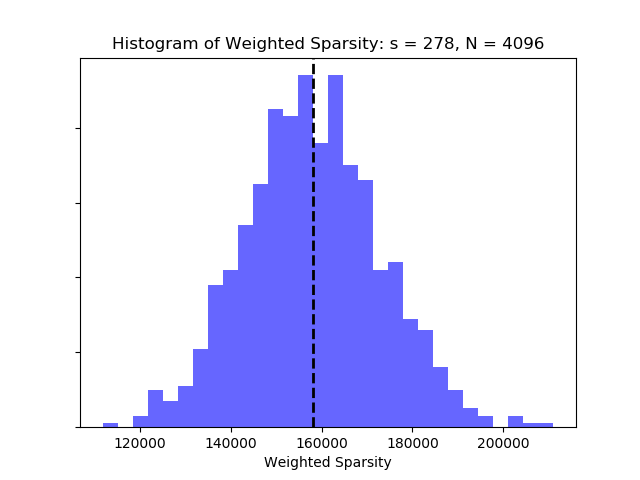 Histogram of Weighted Sparsity: s = 278, N = 4096
120000 140000 160000 180000 200000
Weighted Sparsity